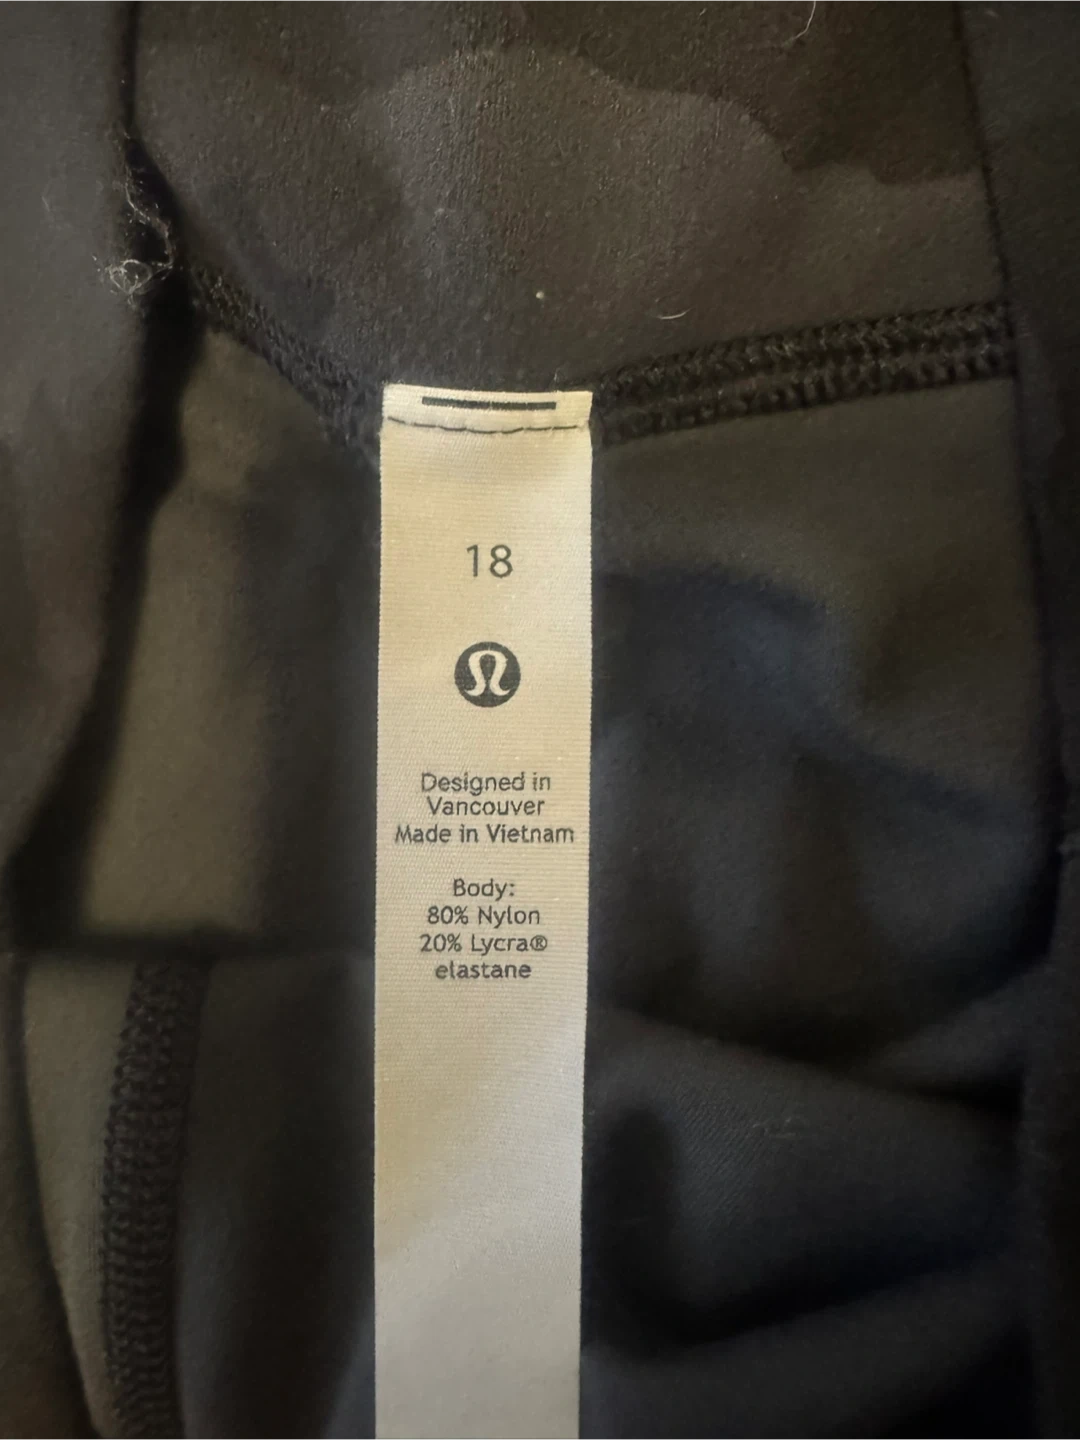 18
Designed in
Vancouver
Made in Vietnam
Body:
80% Nylon
20% Lycra®
elastane